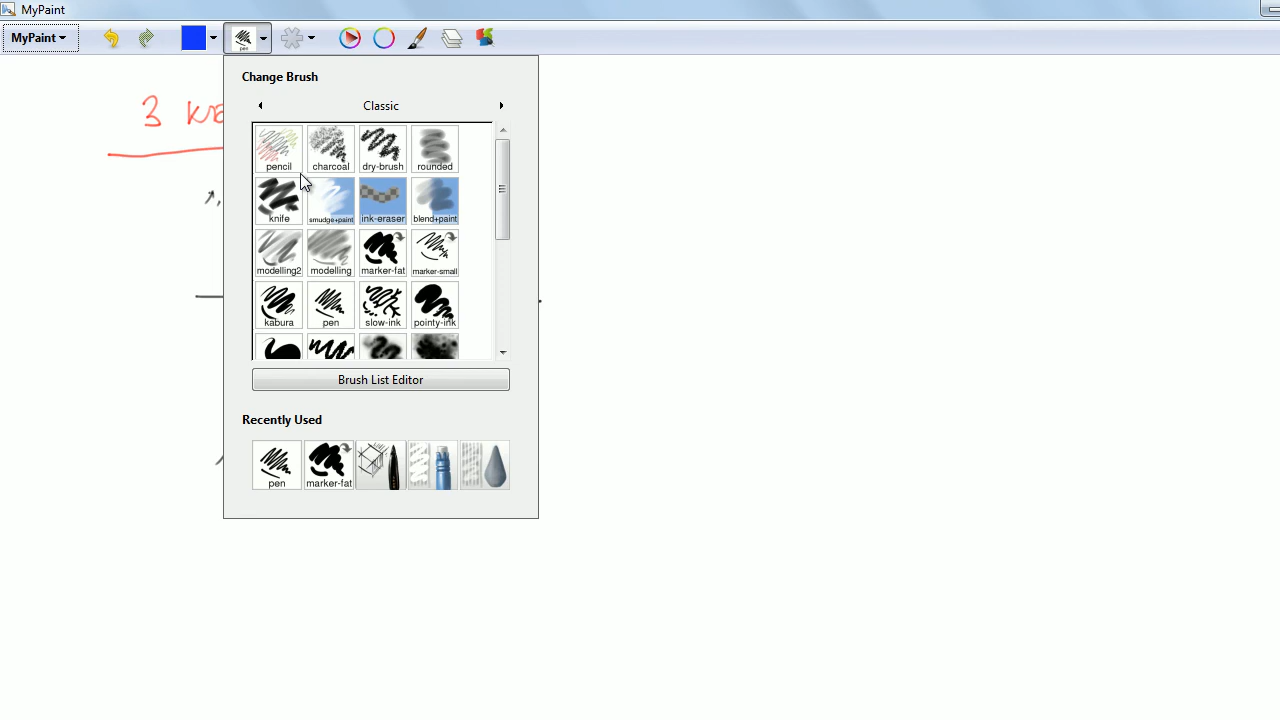 MyPaint
MyPaint
pen
Change Brush
Classic
pencil charcoal dry-brush rounded
knife smudge+paint ink-eraser blend+paint
modelling2 modelling marker-fat marker-small
kabura pen slow-ink pointy-ink
Brush List Editor
Recently Used
pen marker-fat
3